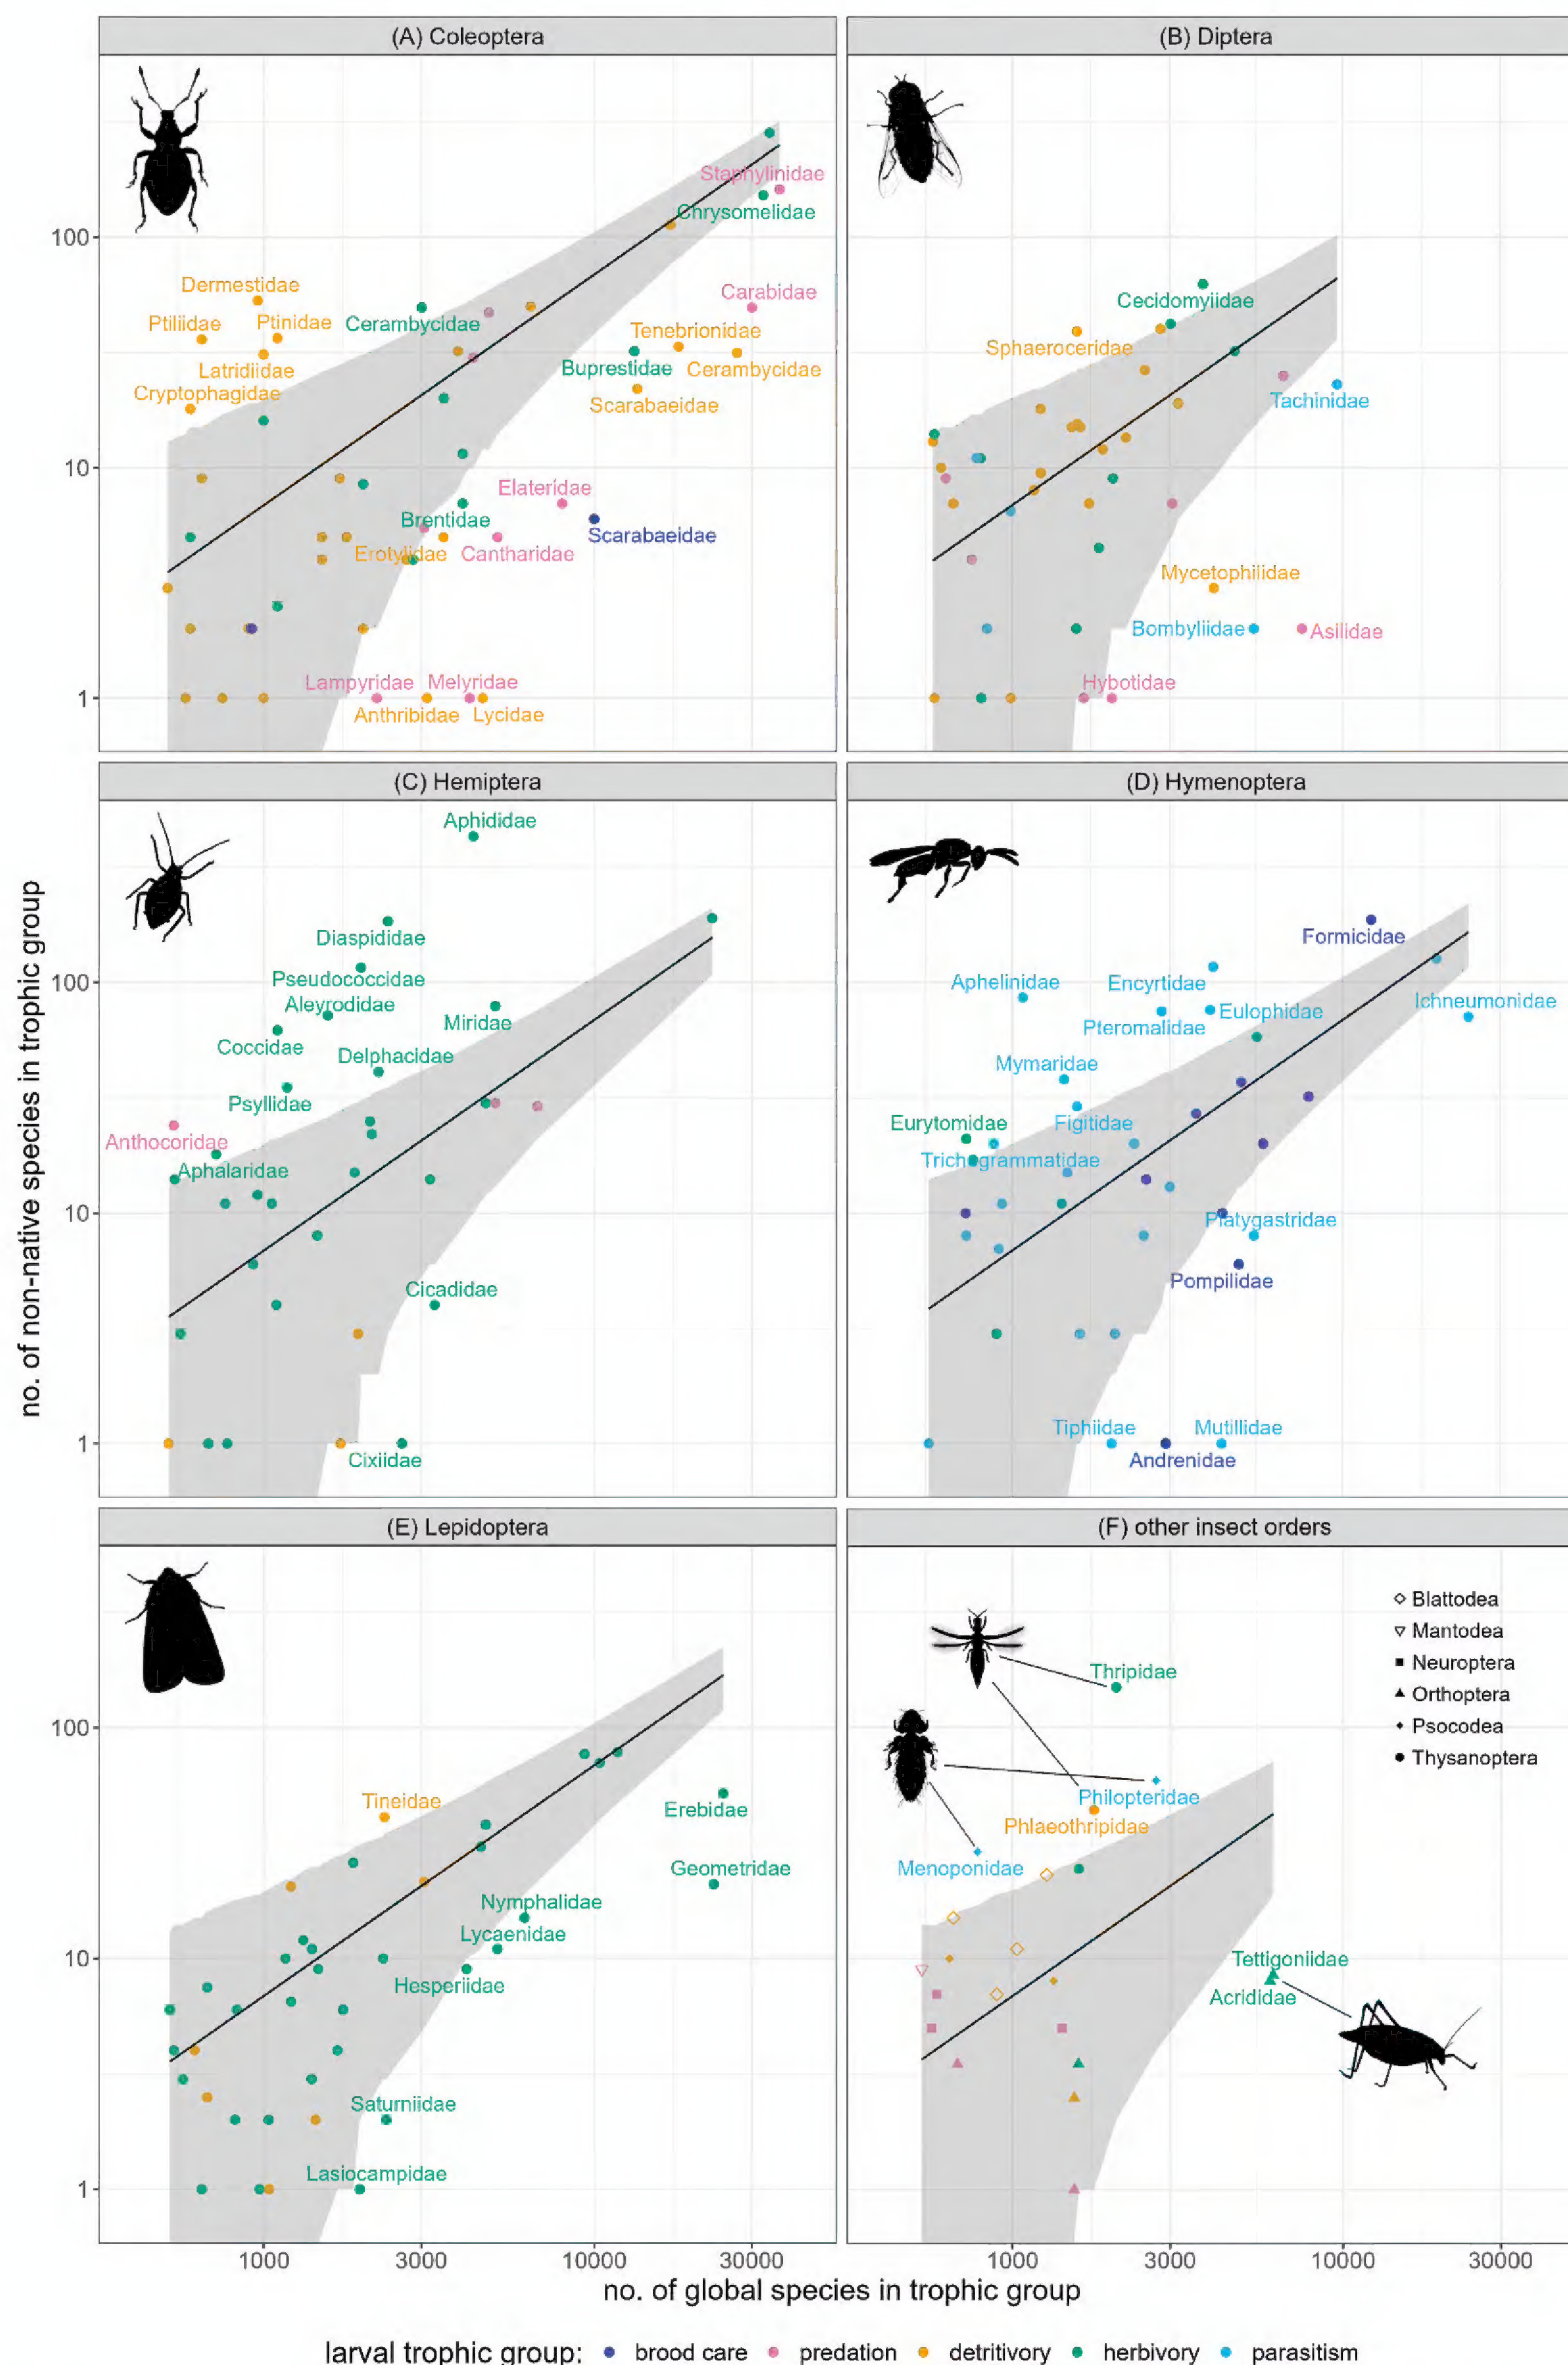 (A) Coleoptera
(B) Diptera
Staphylinidae
Chrysomelidae
100
Dermestidae
Carabidae
Cecidomyiidae
Ptiliidae
Ptinidae
Cerambycidae
Tenebrionidae
Sphaeroceridae
Latridiidae
Buprestidae
Cerambycidae
Cryptophagidae
Scarabaeidae
Tachinidae
10
Elateridae
Brentidae
Scarabaeidae
Erotylidae
Cantharidae
Mycetophilidae
Bombyliidae
Asilidae
Lampyridae
Melyridae
Hybotidae
1
Anthribidae
Lycidae
(C) Hemiptera
(D) Hymenoptera
Aphididae
Diaspididae
Formicidae
Pseudococcidae
Aphelinidae
Encyrtidae
100
Aleyrodidae
Ichneumonidae
Miridae
Eulophidae
Coccidae
Pteromalidae
Delphacidae
Mymaridae
Psyllidae
Anthocoridae
Eurytomidae
Figitidae
Aphalaridae
Trichogrammatidae
10
Platygastridae
Cicadidae
Pompilidae
1
Tiphiidae
Mutillidae
Cixiidae
Andrenidae
no. of non-native species in trophic group
(E) Lepidoptera
(F) other insect orders
Blattodea
Mantodea
Neuroptera
Orthoptera
Psocodea
Thysanoptera
Thripidae
100
Tineidae
Erebidae
Philopteridae
Phlaeothripidae
Geometridae
Menoponidae
Nymphalidae
Lycaenidae
10
Hesperiidae
Tettigoniidae
Acrididae
Saturniidae
Lasiocampidae
1
1000 3000 10000 30000
1000 3000 10000 30000
no. of global species in trophic group
larval trophic group: brood care predation detritivory herbivory parasitism